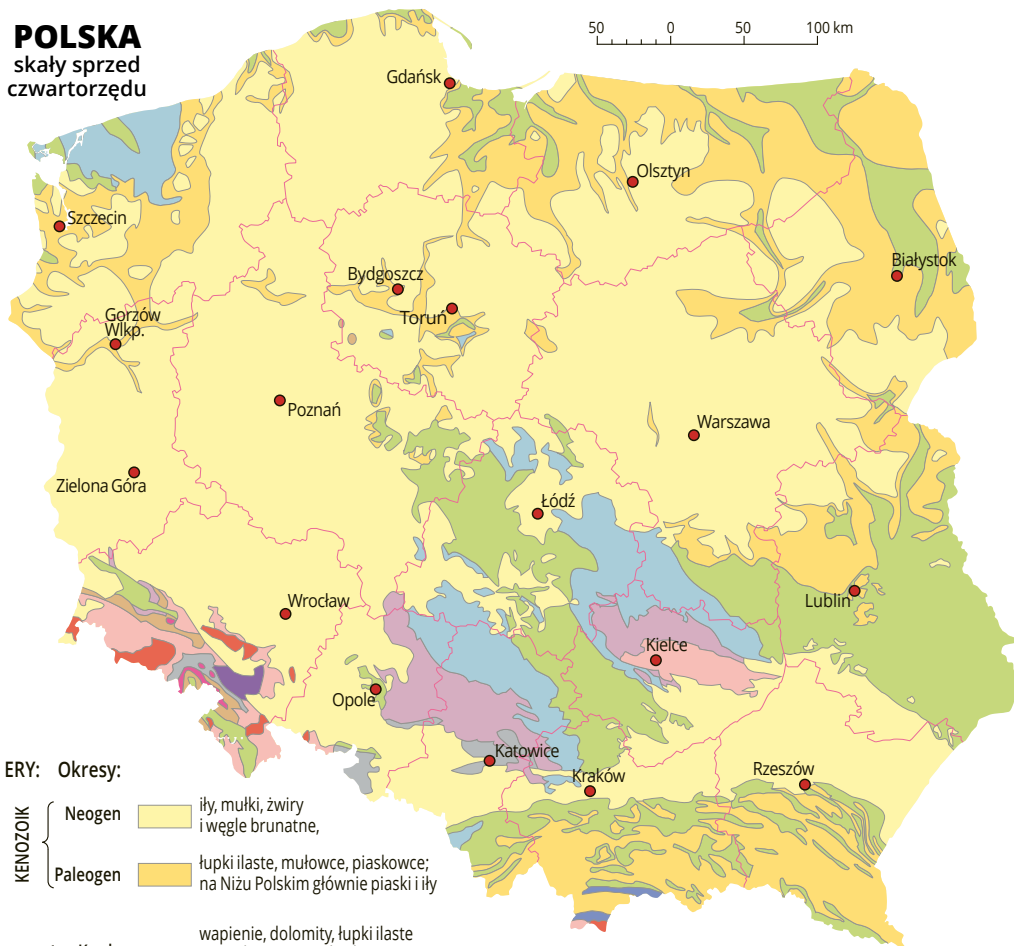 POLSKA
skały sprzed
czwartorzędu
50 0 50 100 km
Gdańsk
Olsztyn
Szczecin
Białystok
Bydgoszcz
Toruń
Gorzów
Wlkp.
Poznań
Warszawa
Zielona Góra
Łódź
Wrocław
Lublin
Kielce
Opole
Katowice
Kraków
Rzeszów
ERY: Okresy:
KENOZOIK
Neogen
iły, mułki, żwiry
i węgle brunatne,
Paleogen
łupki ilaste, mułowce, piaskowce;
na Niżu Polskim głównie piaski i iły
wapienie, dolomity, łupki ilaste